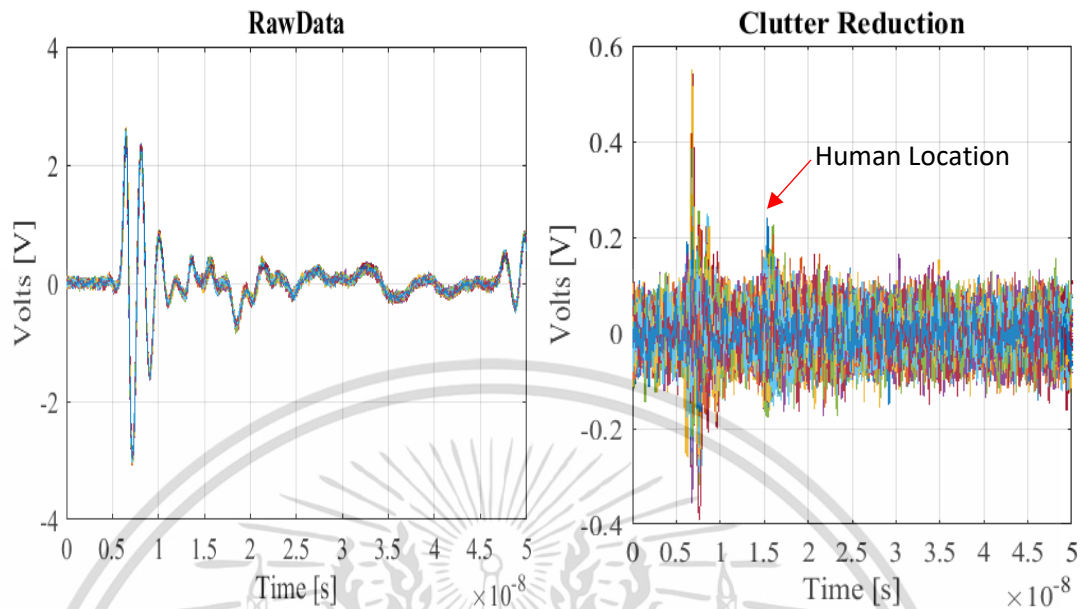 RawData
4
2
0
-2
-4
Volts [V]
0 0.5 1 1.5 2 2.5 3 3.5 4 4.5 5
Time [s]
×10⁻⁸
Clutter Reduction
0.6
0.4
0.2
0
-0.2
-0.4
Volts [V]
Human Location
0 0.5 1 1.5 2 2.5 3 3.5 4 4.5 5
Time [s]
×10⁻⁸